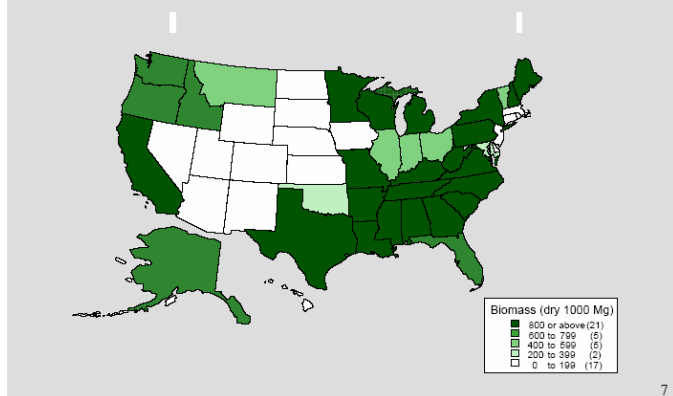 Biomass (dry 1000 Mg)
800 or above (21)
600 to 799 (5)
400 to 599 (5)
200 to 399 (2)
0 to 199 (17)
7